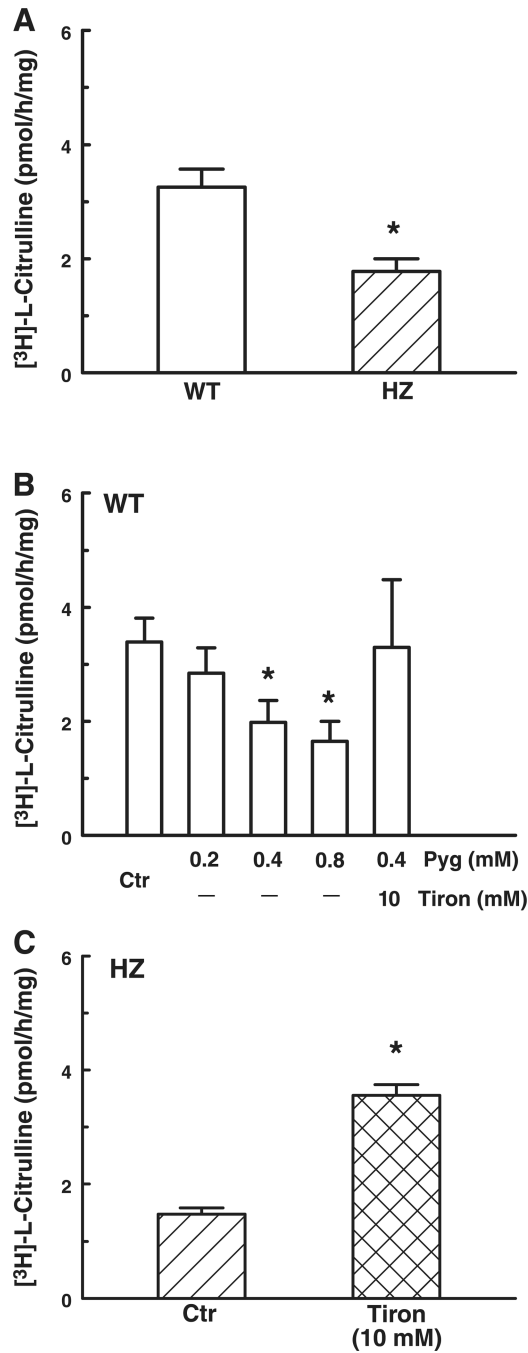 A
[³H]-L-Citrulline (pmol/h/mg)
6
4
2
0
*
WT HZ
B
WT
[³H]-L-Citrulline (pmol/h/mg)
6
4
2
0
* *
0.2 0.4 0.8 0.4 Pyg (mM)
Ctr
— — — 10 Tiron (mM)
C
HZ
[³H]-L-Citrulline (pmol/h/mg)
6
4
2
0
*
Ctr Tiron
(10 mM)